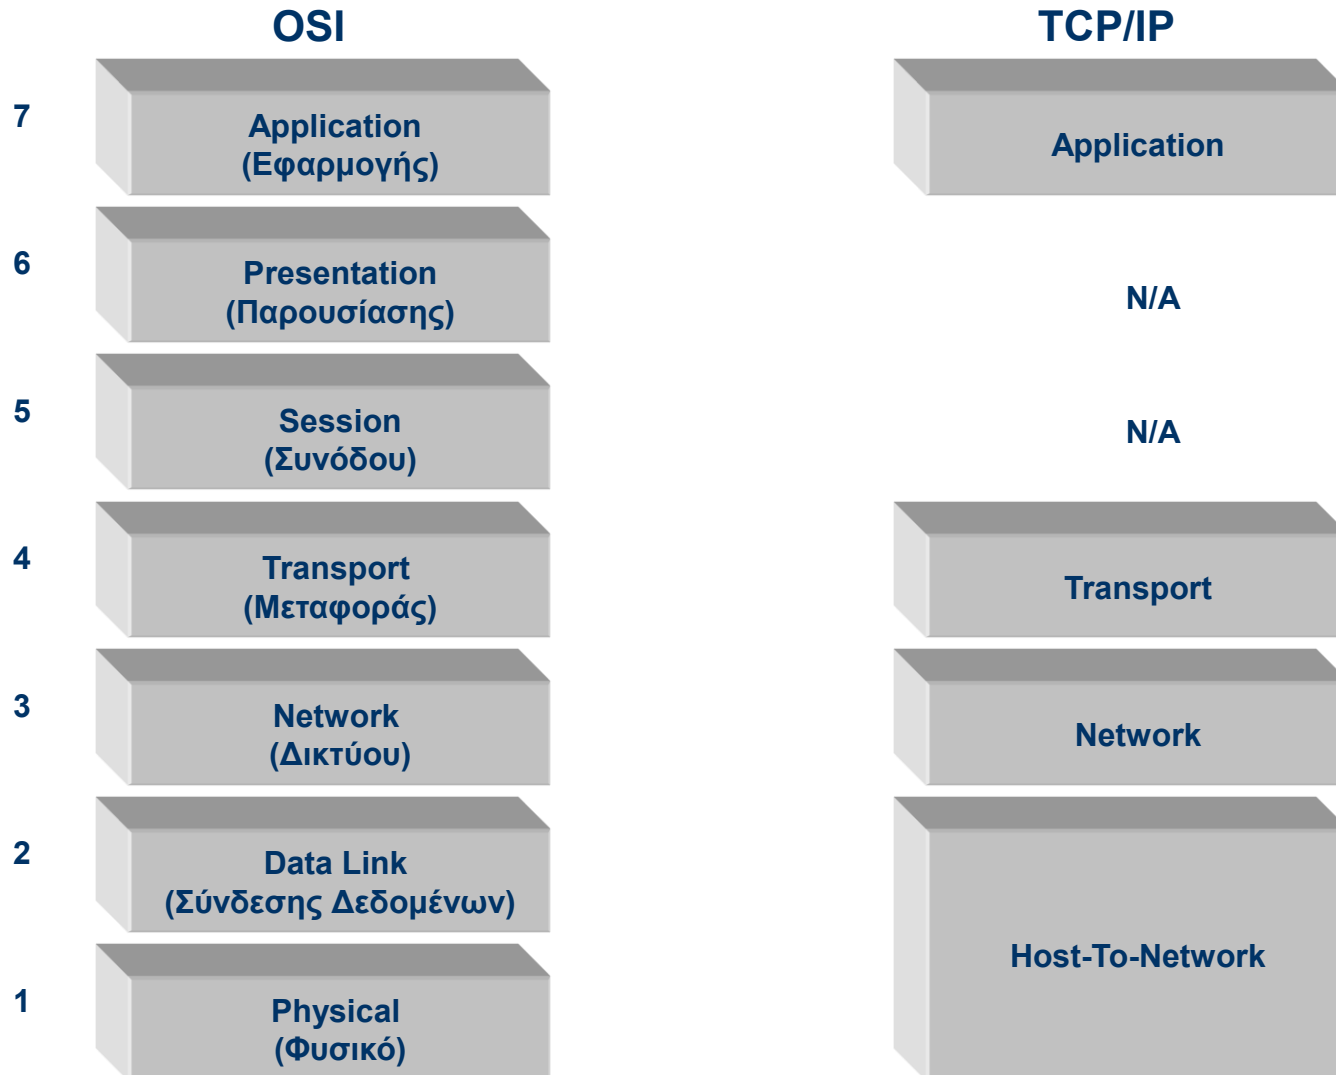 OSI
TCP/IP
7
Application
(Εφαρμογής)
Application
6
Presentation
(Παρουσίασης)
N/A
5
Session
(Συνόδου)
N/A
4
Transport
(Μεταφοράς)
Transport
3
Network
(Δικτύου)
Network
2
Data Link
(Σύνδεσης Δεδομένων)
Host-To-Network
1
Physical
(Φυσικό)